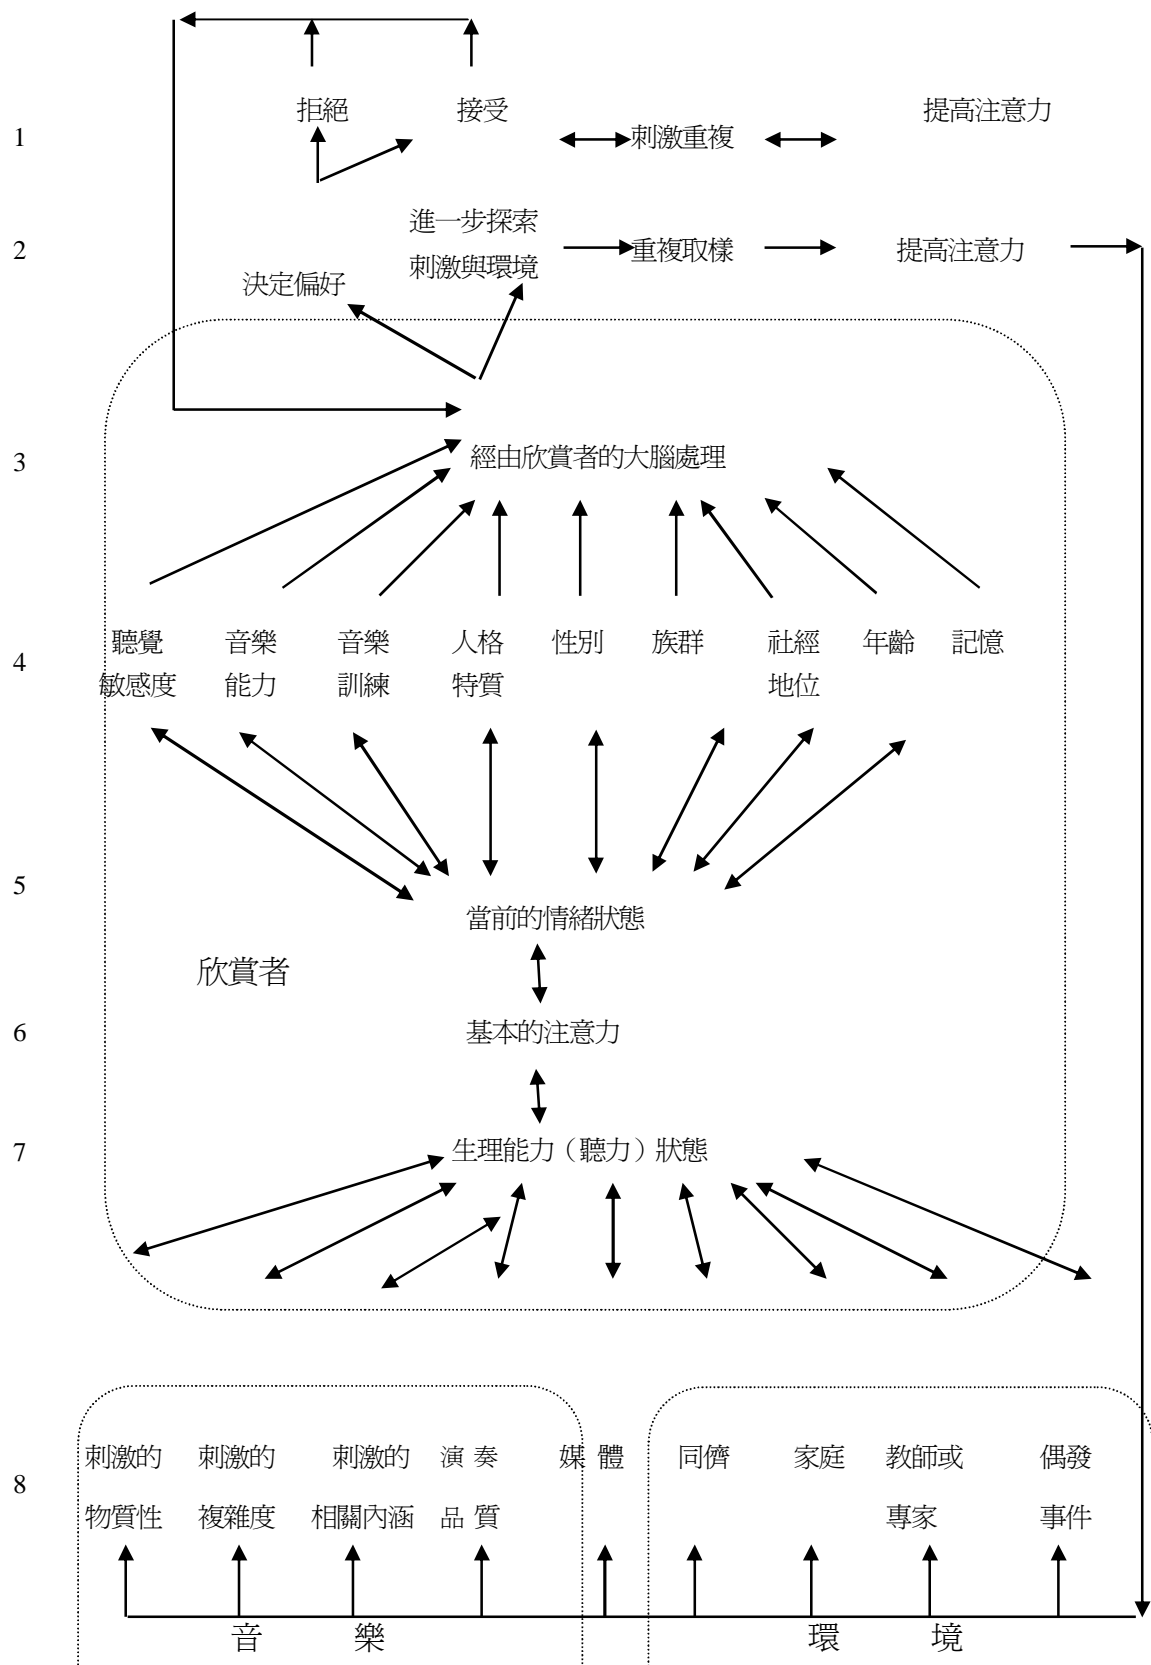 拒絕 接受 提高注意力
1 刺激重複
進一步探索
2 重複取樣 提高注意力
刺激與環境
決定偏好
3 經由欣賞者的大腦處理
聽覺 音樂 音樂 人格 性別 族群 社經 年齡 記憶
4
敏感度 能力 訓練 特質 地位
5
當前的情緒狀態
欣賞者
6 基本的注意力
7 生理能力（聽力）狀態
刺激的 刺激的 刺激的 演奏 媒體 同儕 家庭 教師或 偶發
8
物質性 複雜度 相關內涵 品質 專家 事件
音 樂 環 境